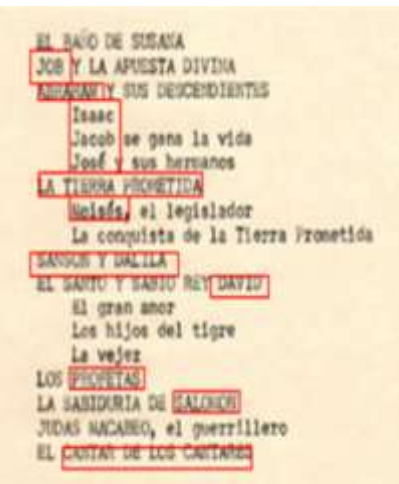 EL BAÑO DE SUSANA
JOB Y LA APUESTA DIVINA
ABRAHAM Y SUS DESCENDIENTES
Isaac
Jacob se gana la vida
José y sus hermanos
LA TIERRA PROMETIDA
Moisés, el legislador
La conquista de la Tierra Prometida
SANSON Y DALILA
EL SANTO Y SABIO REY DAVID
El gran amor
Los hijos del tigre
La vejez
LOS PROFETAS
LA SABIDURIA DE SALOMON
JUDAS MACABEO, el guerrillero
EL CANTAR DE LOS CANTARES